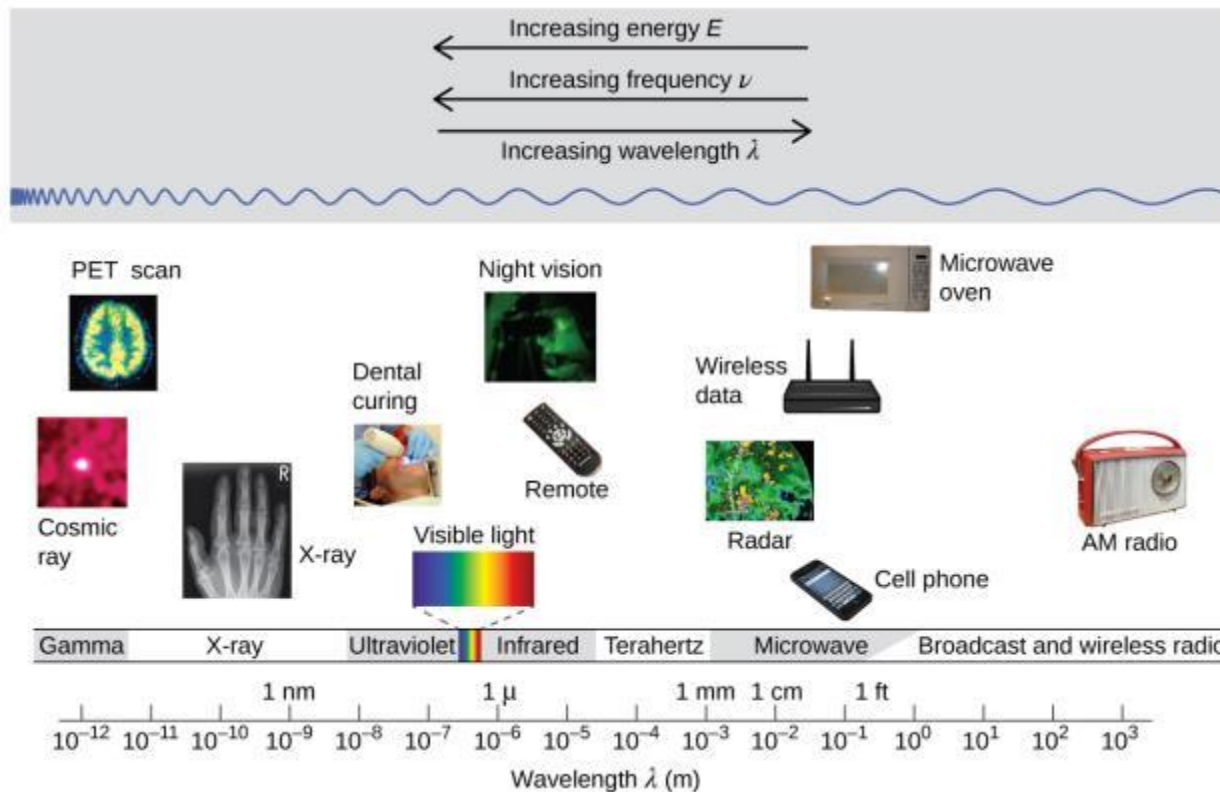 Increasing energy E
Increasing frequency ν
Increasing wavelength λ
PET scan
Night vision
Microwave
oven
Dental
curing
Wireless
data
Remote
Cosmic
ray
R
X-ray
Visible light
Radar
AM radio
Cell phone
Gamma X-ray Ultraviolet Infrared Terahertz Microwave Broadcast and wireless radio
1 nm 1 µ 1 mm 1 cm 1 ft
10⁻¹² 10⁻¹¹ 10⁻¹⁰ 10⁻⁹ 10⁻⁸ 10⁻⁷ 10⁻⁶ 10⁻⁵ 10⁻⁴ 10⁻³ 10⁻² 10⁻¹ 10⁰ 10¹ 10² 10³
Wavelength λ (m)